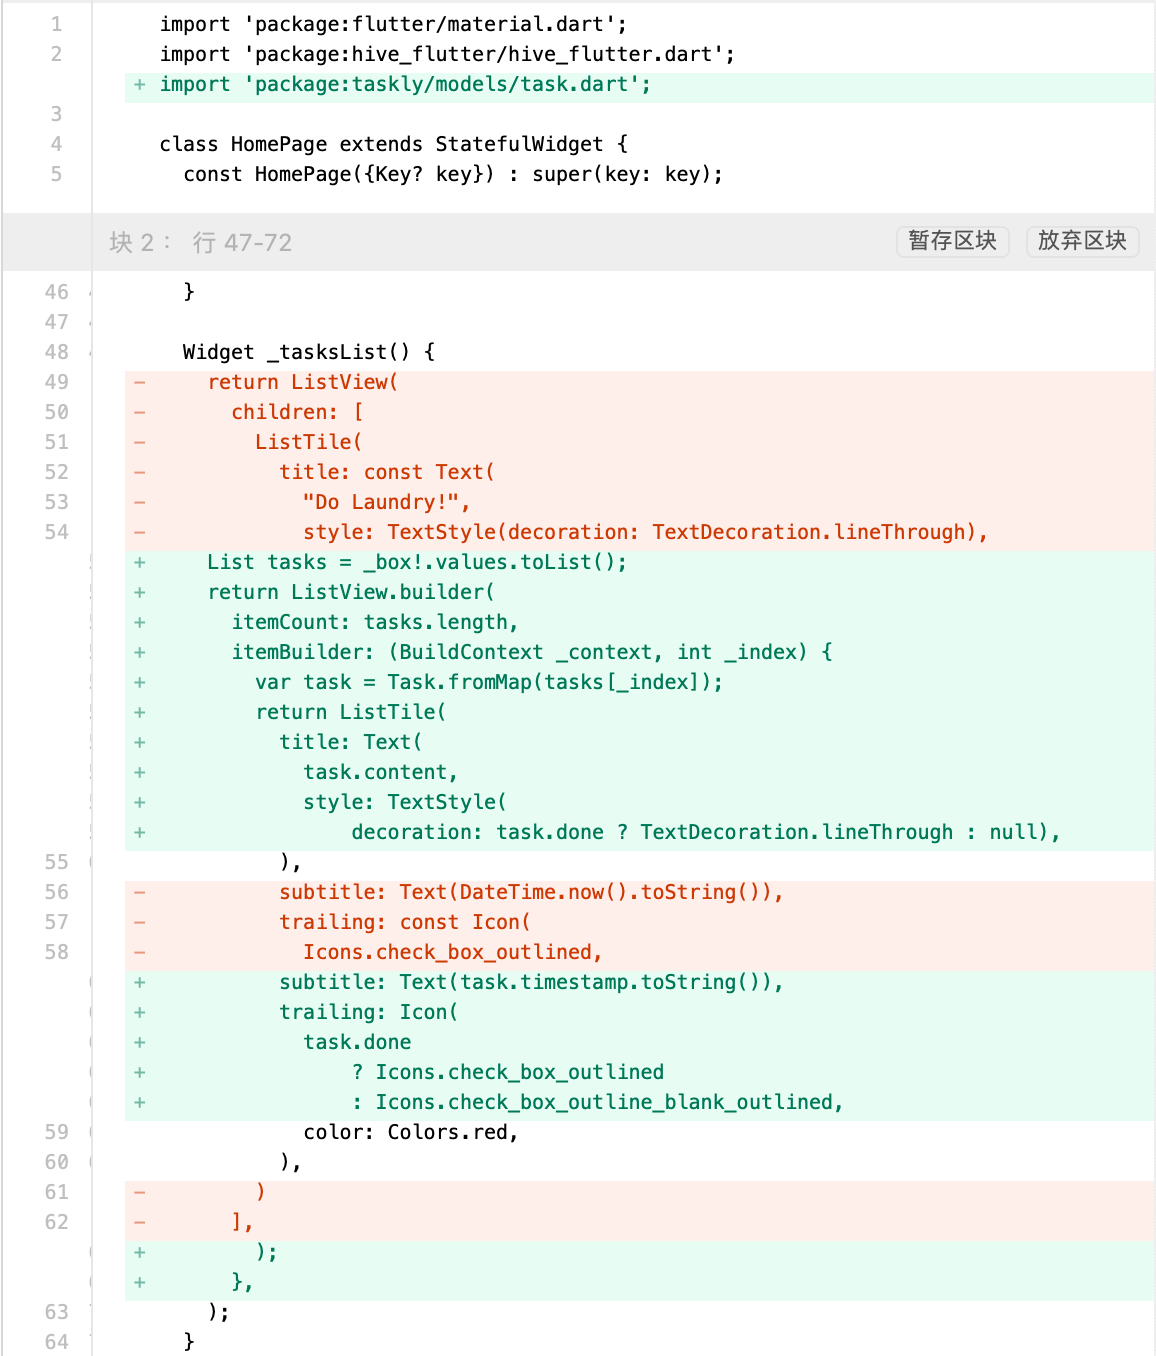 1 import 'package:flutter/material.dart';
2 import 'package:hive_flutter/hive_flutter.dart';
+ import 'package:taskly/models/task.dart';
3
4 class HomePage extends StatefulWidget {
5 const HomePage({Key? key}) : super(key: key);
块 2： 行 47-72 暂存区块 放弃区块
46 }
47
48 Widget _tasksList() {
49 - return ListView(
50 - children: [
51 - ListTile(
52 - title: const Text(
53 - "Do Laundry!",
54 - style: TextStyle(decoration: TextDecoration.lineThrough),
+ List tasks = _box!.values.toList();
+ return ListView.builder(
+ itemCount: tasks.length,
+ itemBuilder: (BuildContext _context, int _index) {
+ var task = Task.fromMap(tasks[_index]);
+ return ListTile(
+ title: Text(
+ task.content,
+ style: TextStyle(
+ decoration: task.done ? TextDecoration.lineThrough : null),
55 ),
56 - subtitle: Text(DateTime.now().toString()),
57 - trailing: const Icon(
58 - Icons.check_box_outlined,
+ subtitle: Text(task.timestamp.toString()),
+ trailing: Icon(
+ task.done
+ ? Icons.check_box_outlined
+ : Icons.check_box_outline_blank_outlined,
59 color: Colors.red,
60 ),
61 - )
62 - ],
+ );
+ },
63 );
64 }